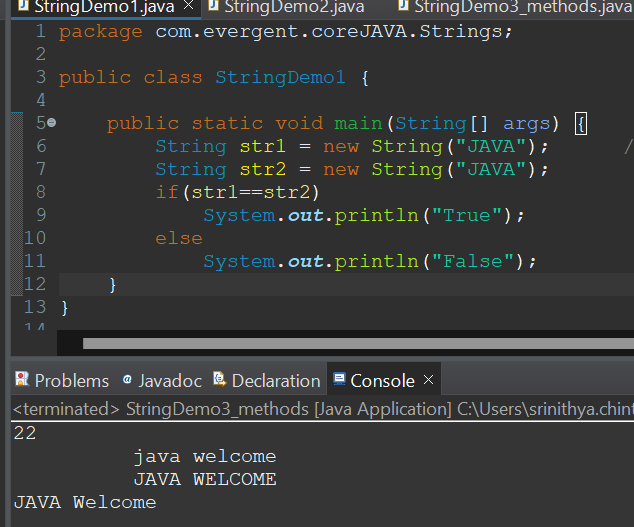 StringDemo1.java StringDemo2.java StringDemo3_methods.java
1 package com.evergent.coreJAVA.Strings;
2
3 public class StringDemo1 {
4
5 public static void main(String[] args) {
6 String str1 = new String("JAVA"); /
7 String str2 = new String("JAVA");
8 if(str1==str2)
9 System.out.println("True");
10 else
11 System.out.println("False");
12 }
13 }
14
Problems @ Javadoc Declaration Console
<terminated> StringDemo3_methods [Java Application] C:\Users\srinithya.chint
22
java welcome
JAVA WELCOME
JAVA Welcome